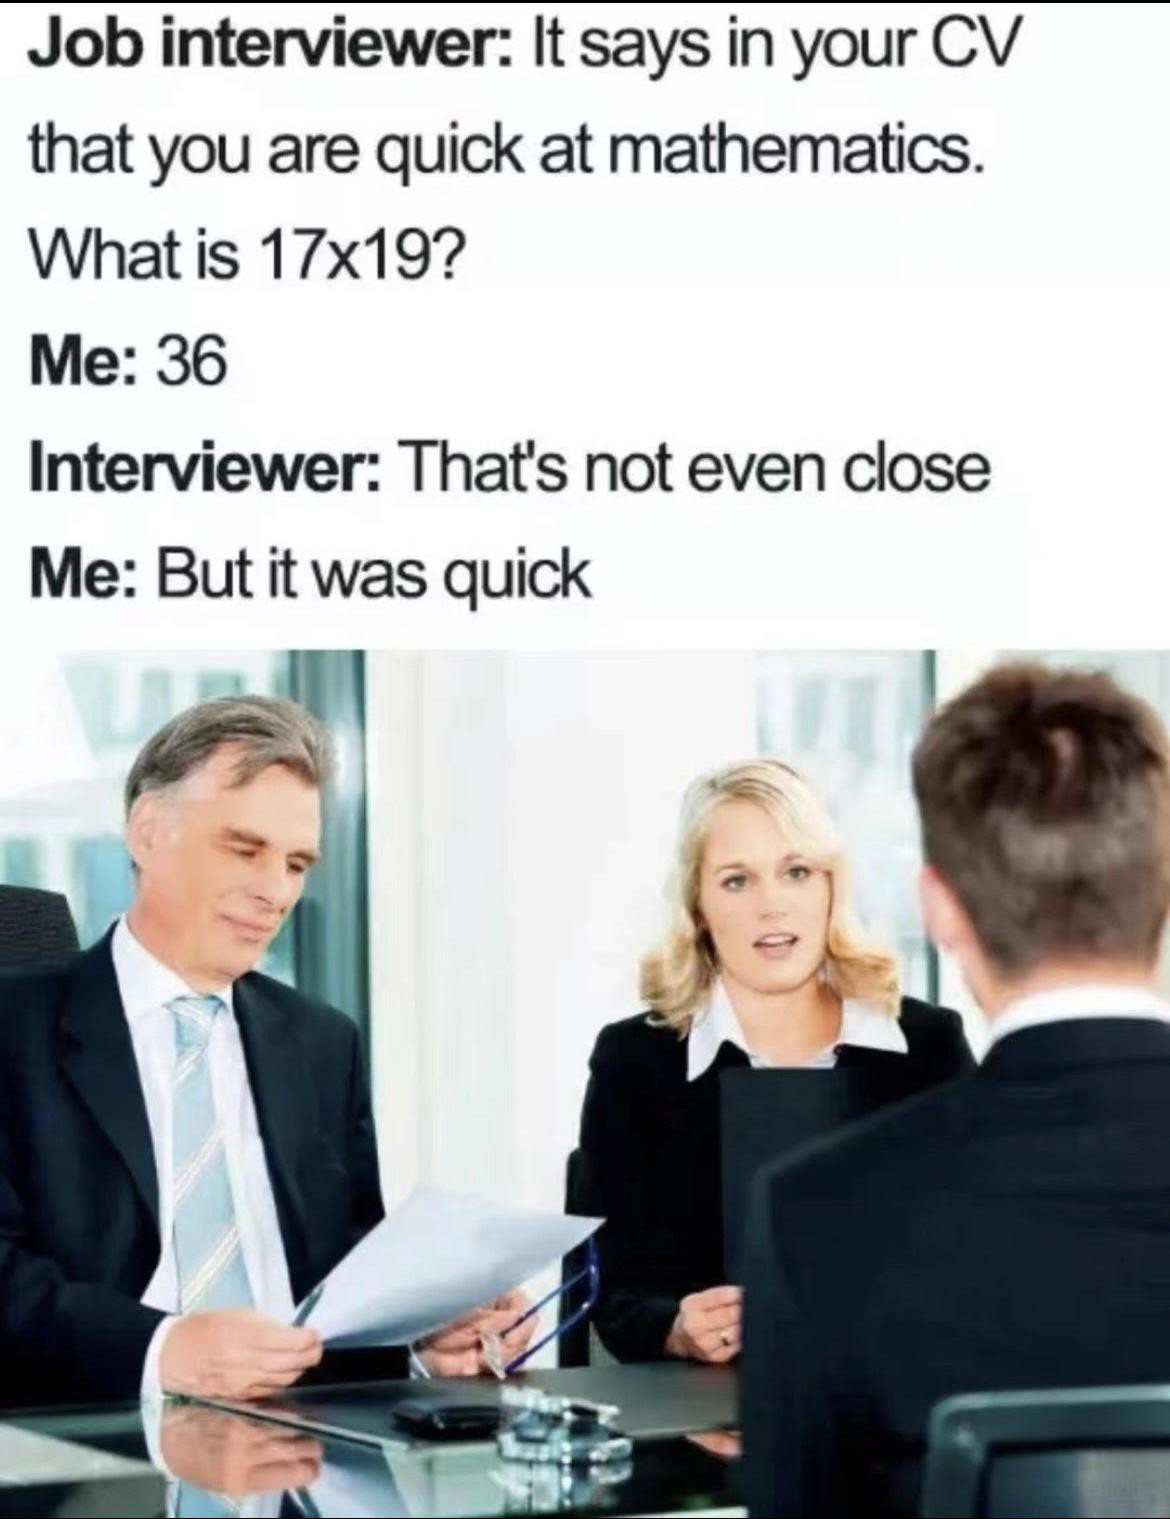 Job interviewer: It says in your CV
that you are quick at mathematics.
What is 17x19?
Me: 36
Interviewer: That's not even close
Me: But it was quick